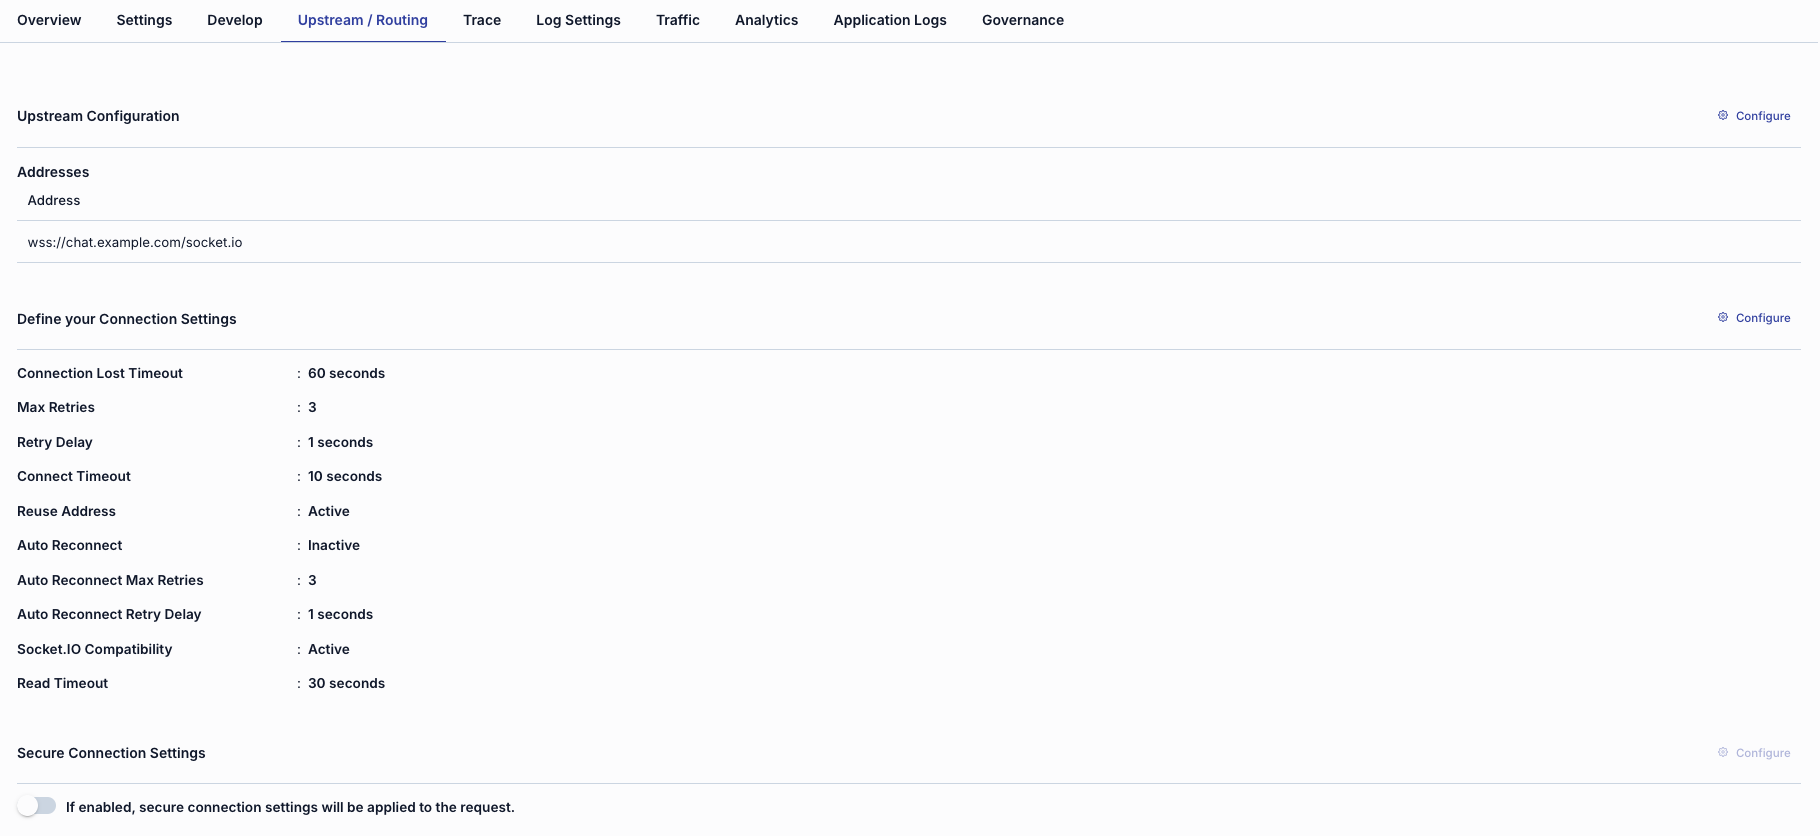 Overview Settings Develop Upstream / Routing Trace Log Settings Traffic Analytics Application Logs Governance
Upstream Configuration Configure
Addresses
Address
wss://chat.example.com/socket.io
Define your Connection Settings Configure
Connection Lost Timeout : 60 seconds
Max Retries : 3
Retry Delay : 1 seconds
Connect Timeout : 10 seconds
Reuse Address : Active
Auto Reconnect : Inactive
Auto Reconnect Max Retries : 3
Auto Reconnect Retry Delay : 1 seconds
Socket.IO Compatibility : Active
Read Timeout : 30 seconds
Secure Connection Settings Configure
If enabled, secure connection settings will be applied to the request.